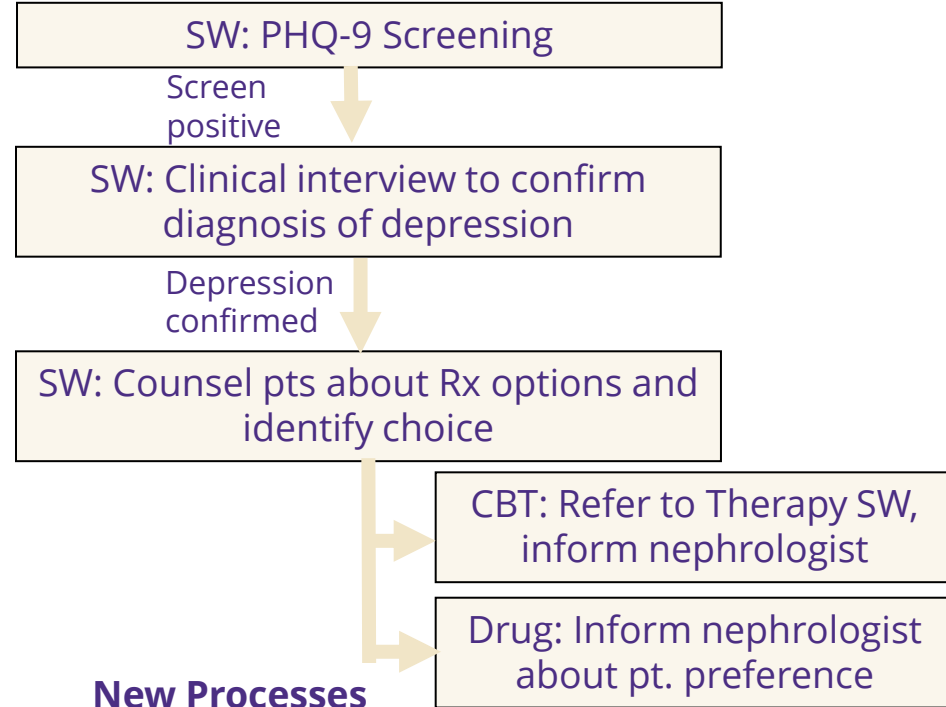 SW: PHQ-9 Screening
Screen
positive
SW: Clinical interview to confirm
diagnosis of depression
Depression
confirmed
SW: Counsel pts about Rx options and
identify choice
CBT: Refer to Therapy SW,
inform nephrologist
Drug: Inform nephrologist
about pt. preference
New Processes